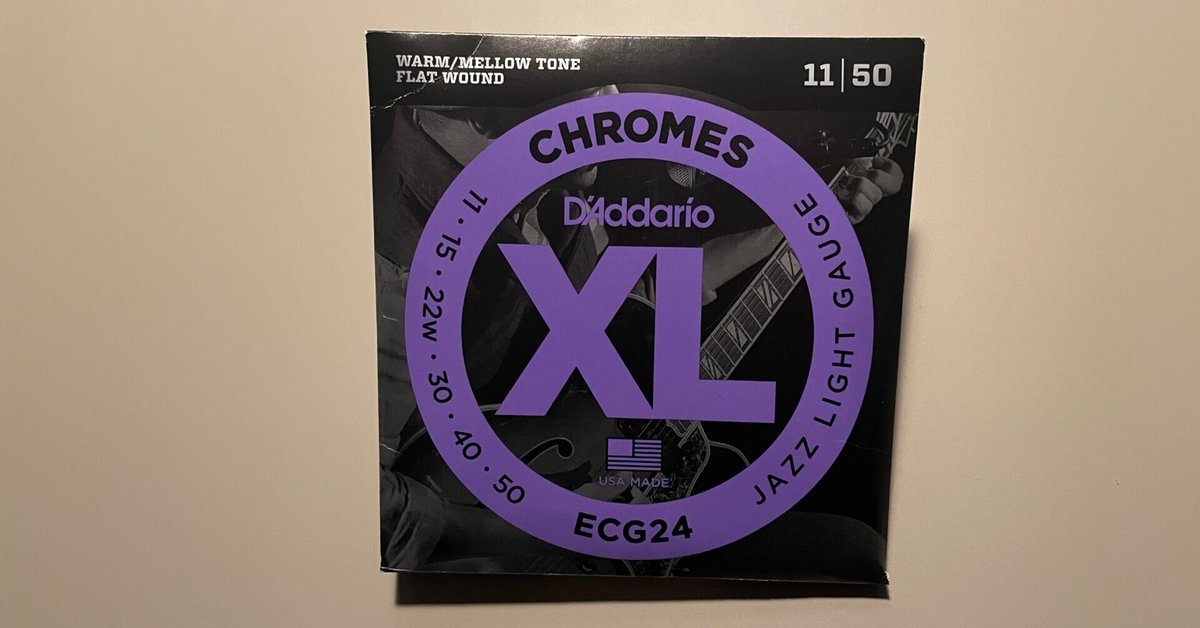 WARM/MELLOW TONE
FLAT WOUND
11|50
CHROMES
D'Addario
XL
11 • 15 • 22w • 30 • 40 • 50
JAZZ LIGHT GAUGE
USA MADE
ECG24